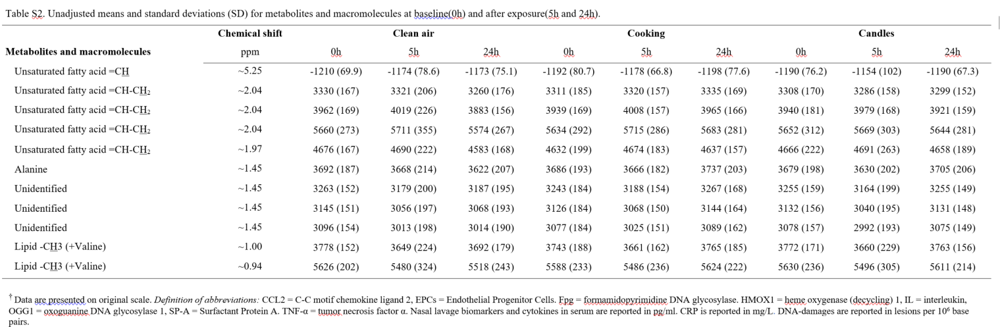 Table S2. Unadjusted means and standard deviations (SD) for metabolites and macromolecules at baseline(0h) and after exposure(5h and 24h).
Chemical shift Clean air Cooking Candles
Metabolites and macromolecules ppm 0h 5h 24h 0h 5h 24h 0h 5h 24h
Unsaturated fatty acid =CH ~5.25 -1210 (69.9) -1174 (78.6) -1173 (75.1) -1192 (80.7) -1178 (66.8) -1198 (77.6) -1190 (76.2) -1154 (102) -1190 (67.3)
Unsaturated fatty acid =CH-CH₂ ~2.04 3330 (167) 3321 (206) 3260 (176) 3311 (185) 3320 (157) 3335 (169) 3308 (170) 3286 (158) 3299 (152)
Unsaturated fatty acid =CH-CH₂ ~2.04 3962 (169) 4019 (226) 3883 (156) 3939 (169) 4008 (157) 3965 (166) 3940 (181) 3979 (168) 3921 (159)
Unsaturated fatty acid =CH-CH₂ ~2.04 5660 (273) 5711 (355) 5574 (267) 5634 (292) 5715 (286) 5683 (281) 5652 (312) 5669 (303) 5644 (281)
Unsaturated fatty acid =CH-CH₂ ~1.97 4676 (167) 4690 (222) 4583 (168) 4632 (199) 4674 (183) 4637 (157) 4666 (222) 4691 (263) 4658 (189)
Alanine ~1.45 3692 (187) 3668 (214) 3622 (207) 3686 (193) 3666 (182) 3737 (203) 3679 (198) 3630 (202) 3705 (206)
Unidentified ~1.45 3263 (152) 3179 (200) 3187 (195) 3243 (184) 3188 (154) 3267 (168) 3255 (159) 3164 (199) 3255 (149)
Unidentified ~1.45 3145 (151) 3056 (197) 3068 (193) 3126 (184) 3068 (150) 3144 (164) 3132 (156) 3040 (195) 3131 (148)
Unidentified ~1.45 3096 (154) 3013 (198) 3014 (190) 3077 (184) 3025 (151) 3089 (162) 3078 (157) 2992 (193) 3075 (149)
Lipid -CH3 (+Valine) ~1.00 3778 (152) 3649 (224) 3692 (179) 3743 (188) 3661 (162) 3765 (185) 3772 (171) 3660 (229) 3763 (156)
Lipid -CH3 (+Valine) ~0.94 5626 (202) 5480 (324) 5518 (243) 5588 (233) 5486 (236) 5624 (222) 5630 (236) 5496 (305) 5611 (214)
† Data are presented on original scale. Definition of abbreviations: CCL2 = C-C motif chemokine ligand 2, EPCs = Endothelial Progenitor Cells. Fpg = formamidopyrimidine DNA glycosylase. HMOX1 = heme oxygenase (decycling) 1, IL = interleukin,
OGG1 = oxoguanine DNA glycosylase 1, SP-A = Surfactant Protein A. TNF-α = tumor necrosis factor α. Nasal lavage biomarkers and cytokines in serum are reported in pg/ml. CRP is reported in mg/L. DNA-damages are reported in lesions per 10⁶ base
pairs.